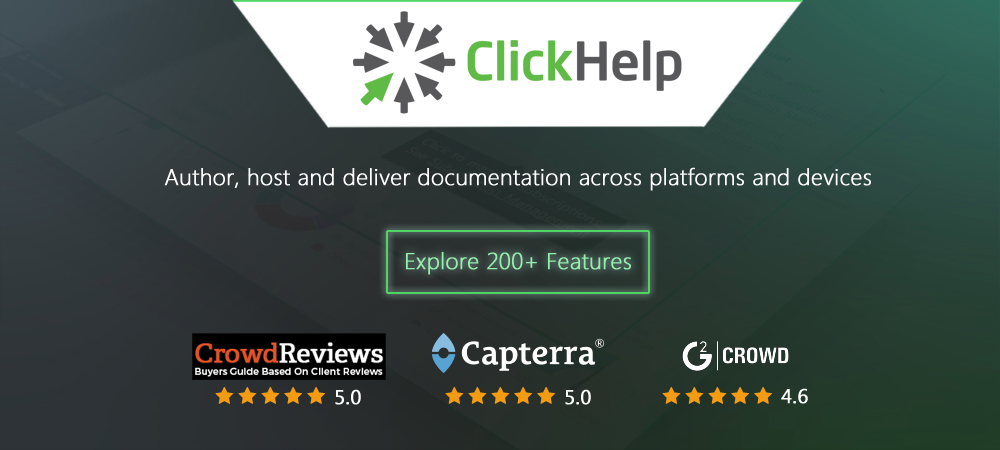 ClickHelp
Author, host and deliver documentation across platforms and devices
Explore 200+ Features
CrowdReviews
Buyers Guide Based On Client Reviews
5.0
Capterra®
5.0
G2 CROWD
4.6